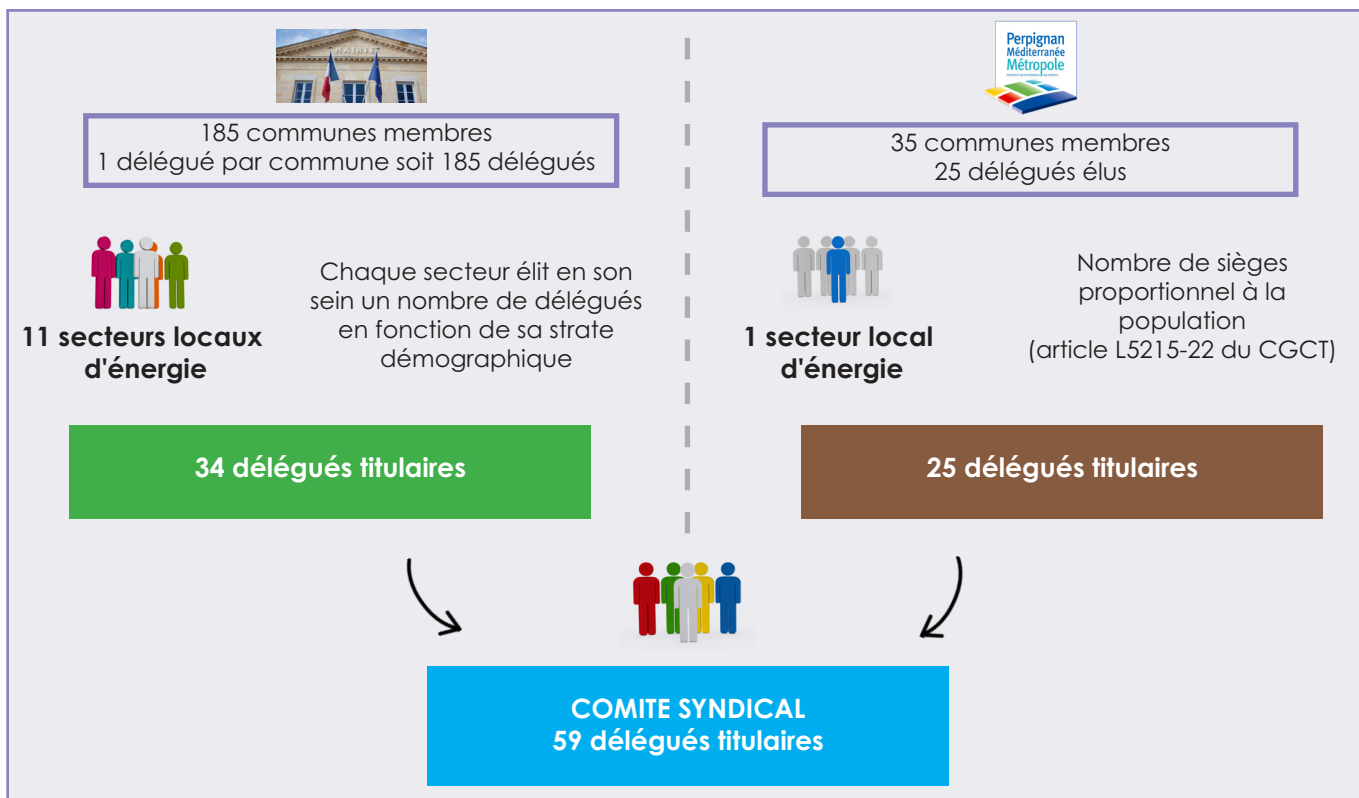 MAIRIE
185 communes membres
1 délégué par commune soit 185 délégués
11 secteurs locaux
d'énergie
Chaque secteur élit en son
sein un nombre de délégués
en fonction de sa strate
démographique
34 délégués titulaires
Perpignan
Méditerranée
Métropole
35 communes membres
25 délégués élus
1 secteur local
d'énergie
Nombre de sièges
proportionnel à la
population
(article L5215-22 du CGCT)
25 délégués titulaires
COMITE SYNDICAL
59 délégués titulaires